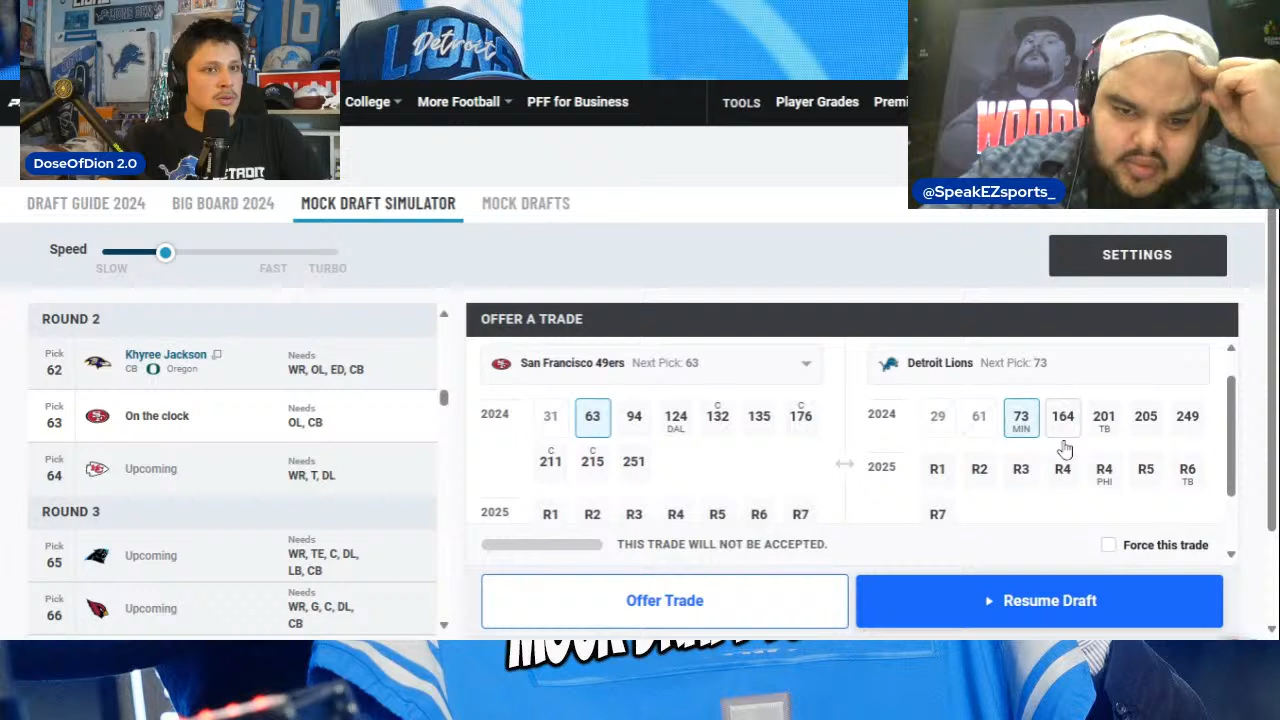 LIONS
Detroit
16
DoseOfDion 2.0
DETROIT
WOODY
@SpeakEZsports_
College
More Football
PFF for Business
TOOLS
Player Grades
DRAFT GUIDE 2024
BIG BOARD 2024
MOCK DRAFT SIMULATOR
MOCK DRAFTS
Speed
SLOW
FAST
TURBO
SETTINGS
ROUND 2
Pick
62
Khyree Jackson
CB
Oregon
Needs
WR, OL, ED, CB
Pick
63
On the clock
Needs
OL, CB
Pick
64
Upcoming
Needs
WR, T, DL
ROUND 3
Pick
65
Upcoming
Needs
WR, TE, C, DL,
LB, CB
Pick
66
Upcoming
Needs
WR, G, C, DL,
CB
OFFER A TRADE
San Francisco 49ers Next Pick: 63
2024
31
63
94
124
DAL
C
132
135
C
176
C
211
C
215
251
2025
R1
R2
R3
R4
R5
R6
R7
Detroit Lions Next Pick: 73
2024
29
61
73
MIN
164
201
TB
205
249
2025
R1
R2
R3
R4
R4
PHI
R5
R6
TB
R7
THIS TRADE WILL NOT BE ACCEPTED.
Force this trade
Offer Trade
Resume Draft